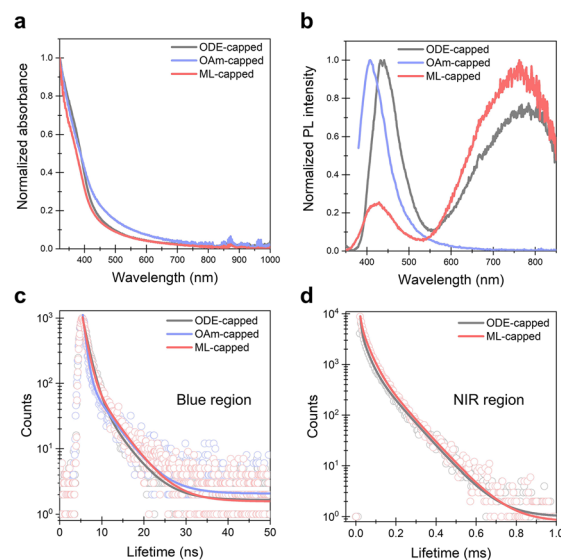 a
ODE-capped
OAm-capped
ML-capped
Normalized absorbance
1.0
0.8
0.6
0.4
0.2
0.0
400 500 600 700 800 900 1000
Wavelength (nm)
b
ODE-capped
OAm-capped
ML-capped
Normalized PL intensity
1.0
0.8
0.6
0.4
0.2
0.0
400 500 600 700 800
Wavelength (nm)
c
ODE-capped
OAm-capped
ML-capped
Blue region
Counts
10³
10²
10¹
10⁰
0 10 20 30 40 50
Lifetime (ns)
d
ODE-capped
ML-capped
NIR region
Counts
10⁴
10³
10²
10¹
10⁰
0.0 0.2 0.4 0.6 0.8 1.0
Lifetime (ms)